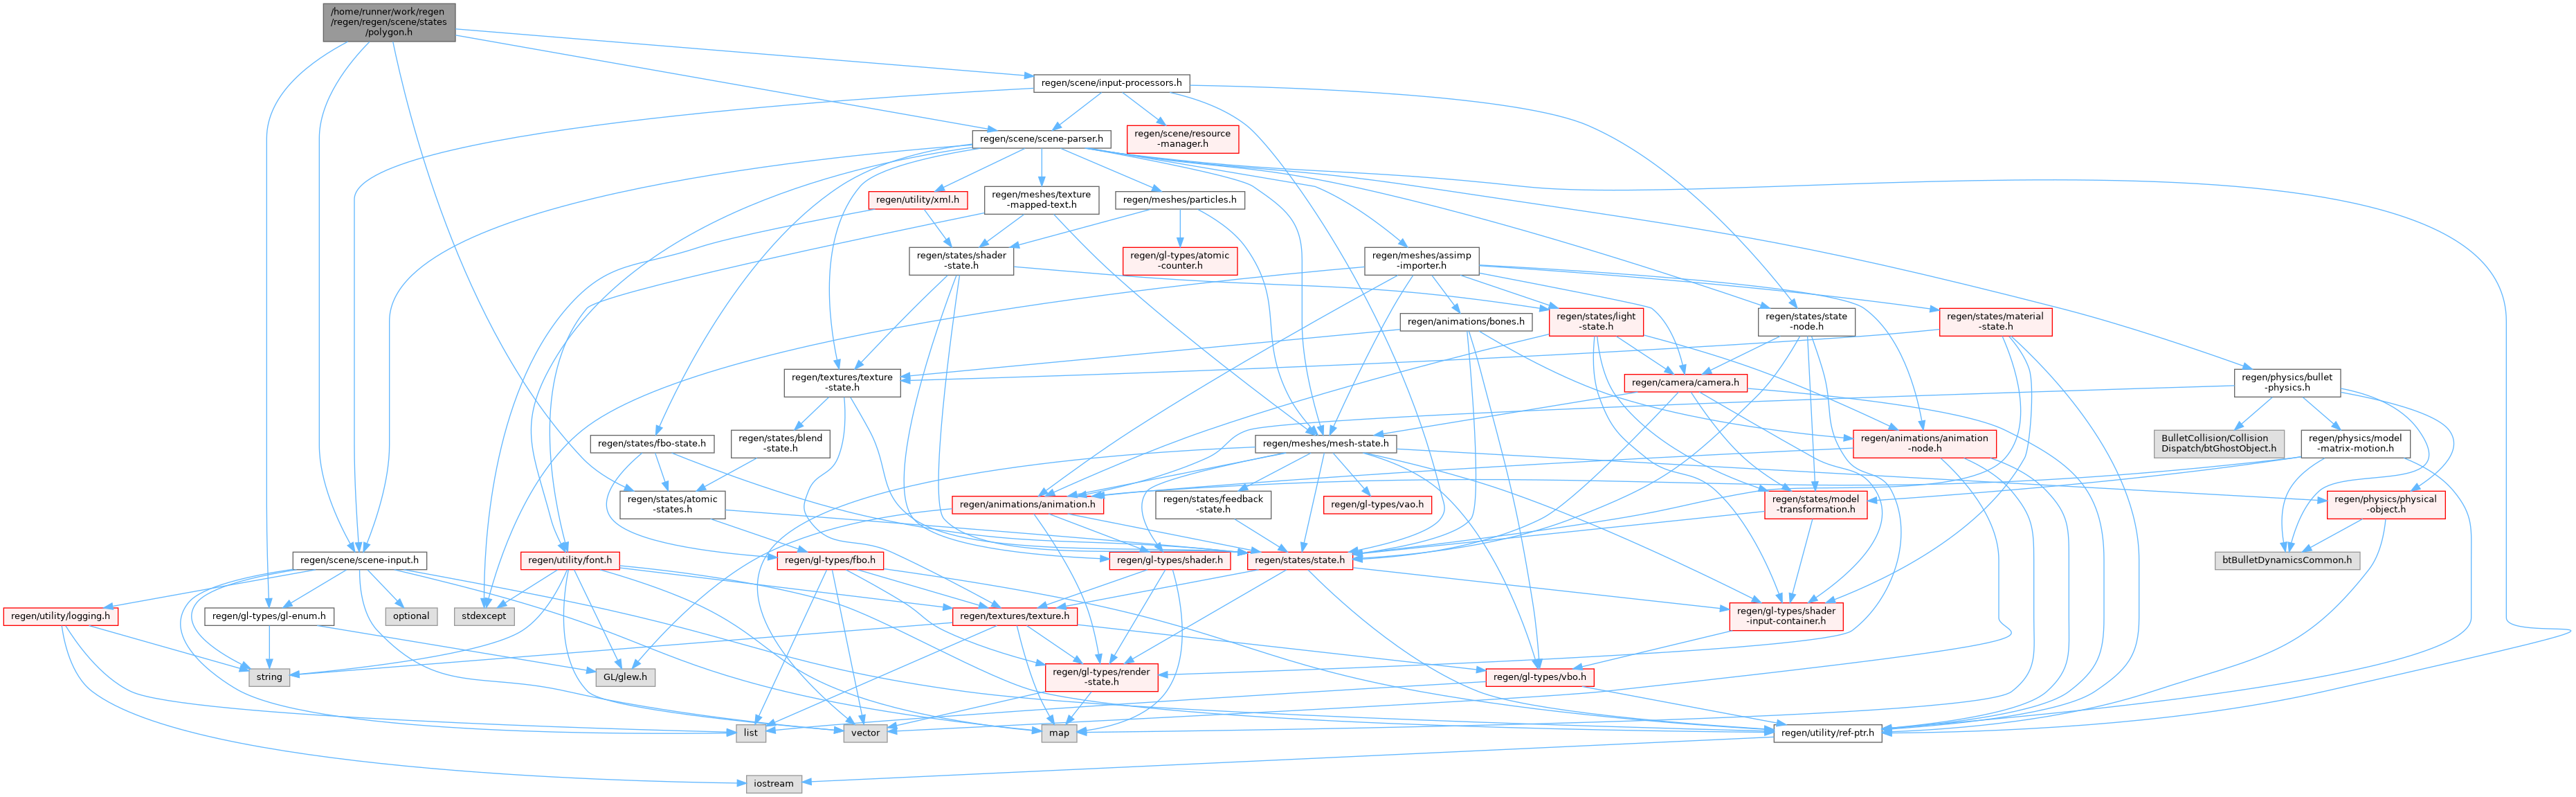 /home/runner/work/regen
/regen/regen/scene/states
/polygon.h
regen/scene/input-processors.h
regen/scene/scene-parser.h
regen/scene/resource
-manager.h
regen/utility/xml.h
regen/meshes/texture
-mapped-text.h
regen/meshes/particles.h
regen/states/shader
-state.h
regen/gl-types/atomic
-counter.h
regen/meshes/assimp
-importer.h
regen/animations/bones.h
regen/states/light
-state.h
regen/states/state
-node.h
regen/states/material
-state.h
regen/textures/texture
-state.h
regen/camera/camera.h
regen/physics/bullet
-physics.h
regen/states/fbo-state.h
regen/states/blend
-state.h
regen/meshes/mesh-state.h
regen/animations/animation
-node.h
BulletCollision/Collision
Dispatch/btGhostObject.h
regen/physics/model
-matrix-motion.h
regen/states/atomic
-states.h
regen/animations/animation.h
regen/states/feedback
-state.h
regen/gl-types/vao.h
regen/states/model
-transformation.h
regen/physics/physical
-object.h
regen/scene/scene-input.h
regen/utility/font.h
regen/gl-types/fbo.h
regen/gl-types/shader.h
regen/states/state.h
btBulletDynamicsCommon.h
regen/utility/logging.h
regen/gl-types/gl-enum.h
optional
stdexcept
regen/textures/texture.h
regen/gl-types/shader
-input-container.h
string
GL/glew.h
regen/gl-types/render
-state.h
regen/gl-types/vbo.h
list
vector
map
regen/utility/ref-ptr.h
iostream